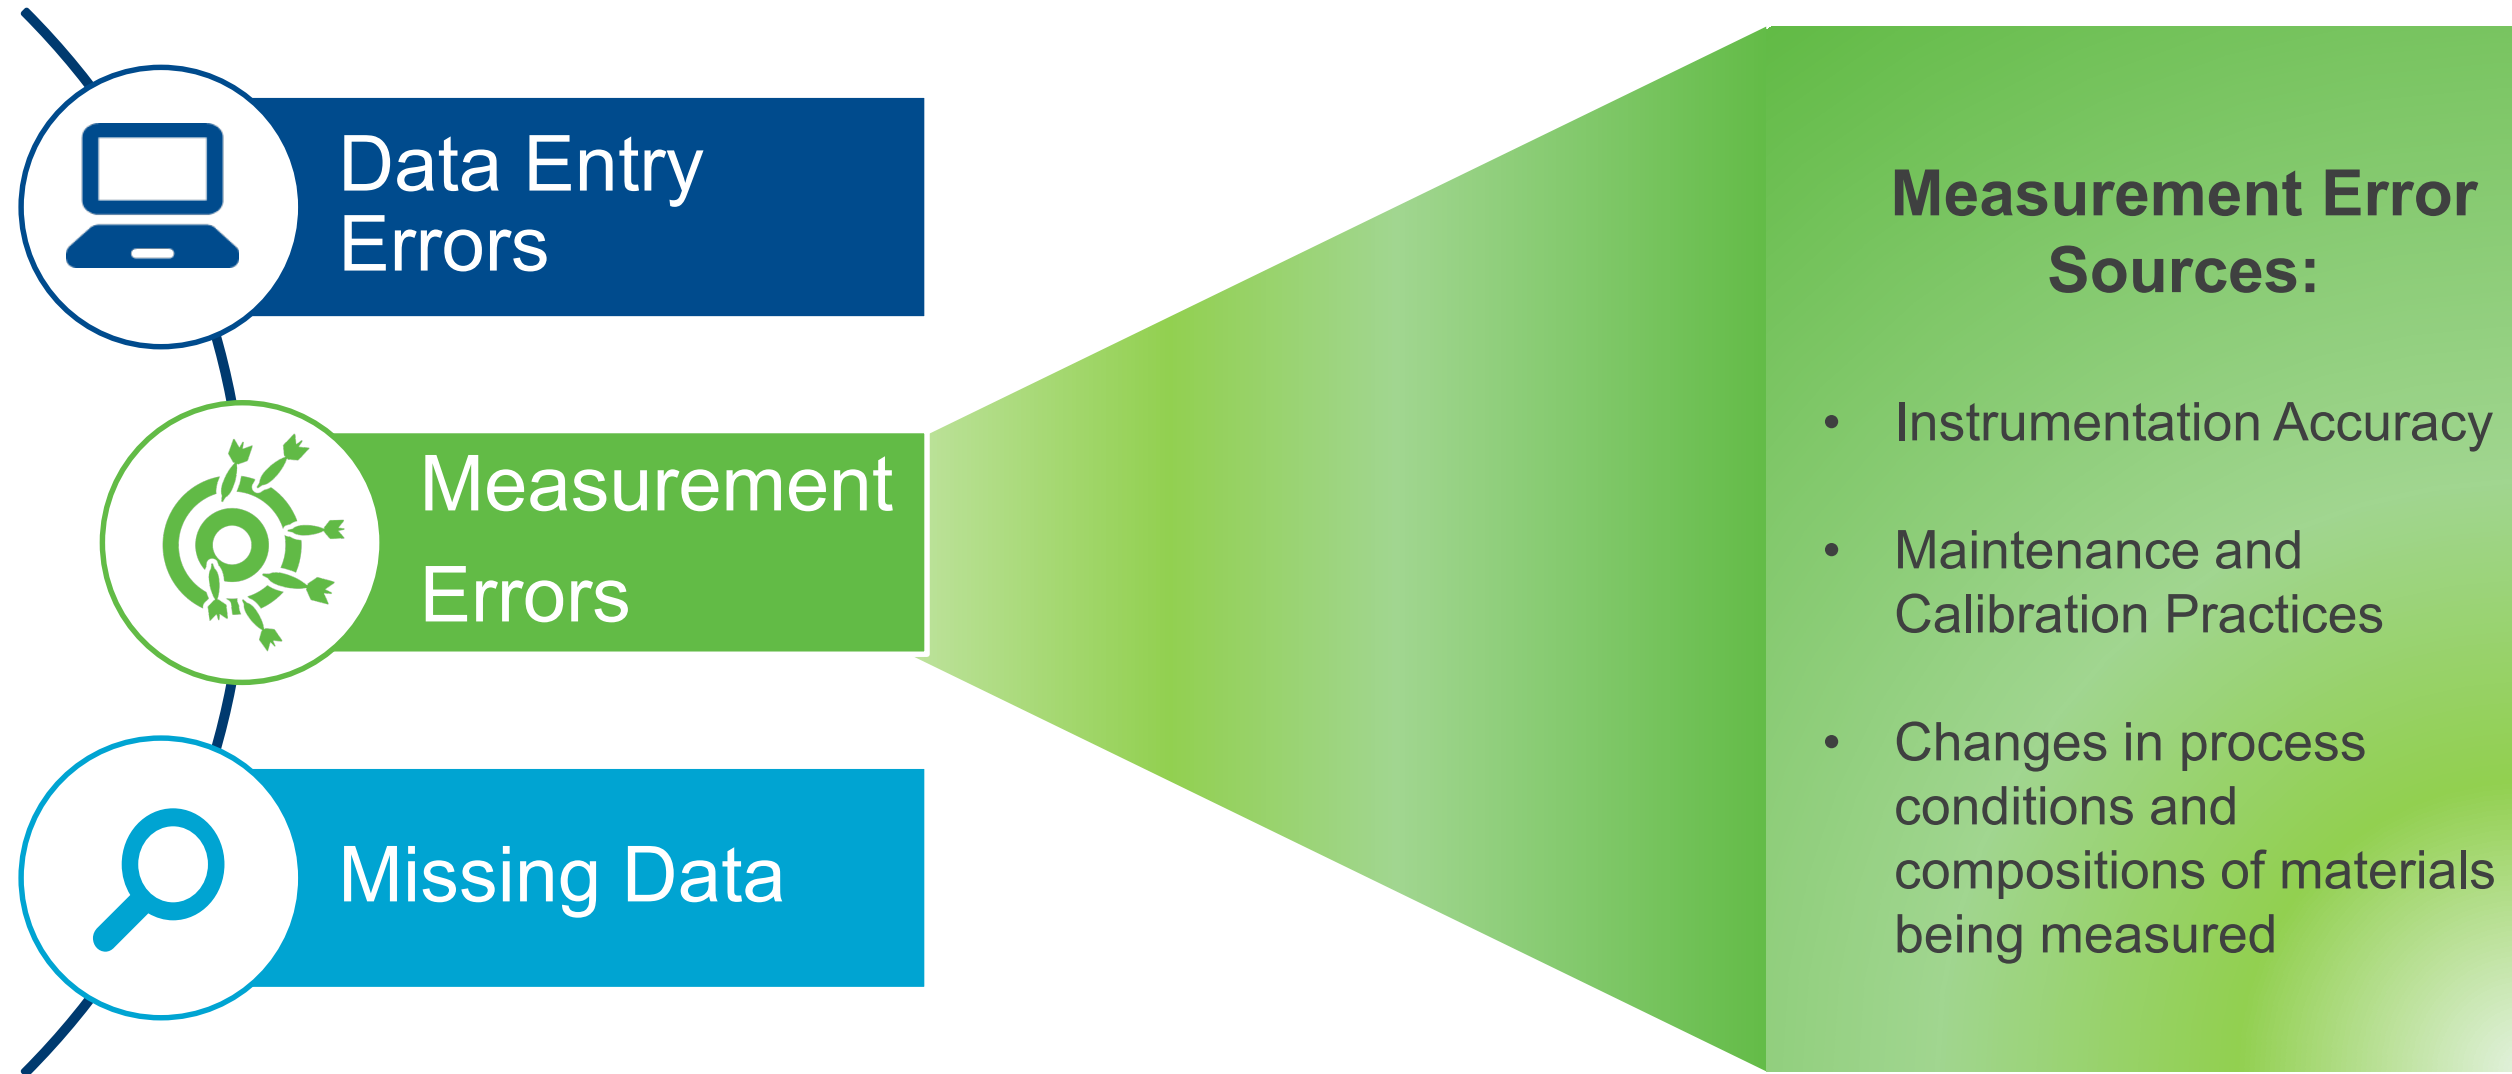 Data Entry
Errors
Measurement
Errors
Missing Data
Measurement Error
Sources:
• Instrumentation Accuracy
• Maintenance and
Calibration Practices
• Changes in process
conditions and
compositions of materials
being measured